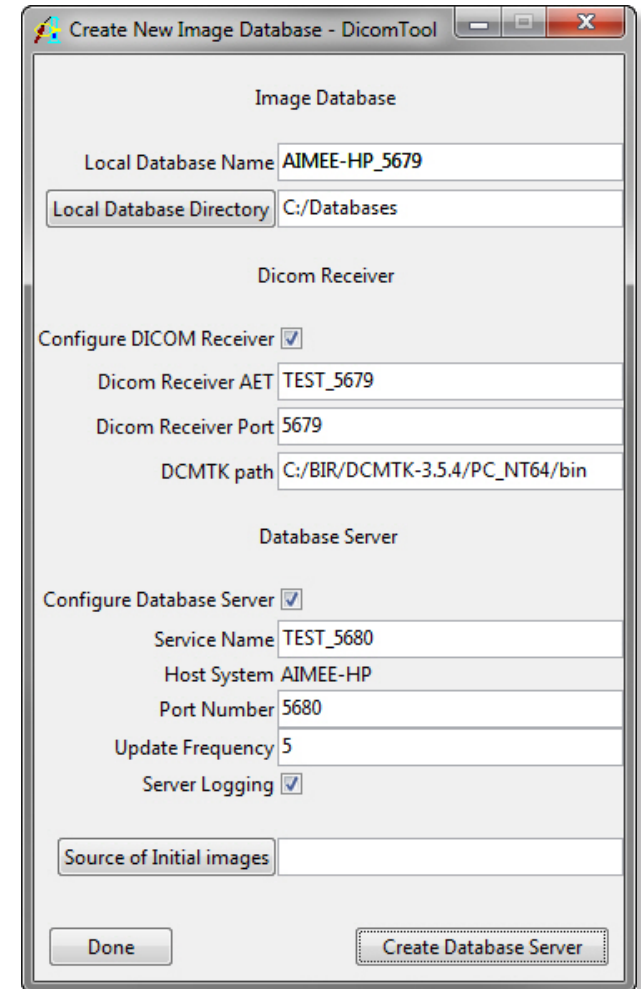 Create New Image Database - DicomTool
Image Database
Local Database Name AIMEE-HP_5679
Local Database Directory C:/Databases
Dicom Receiver
Configure DICOM Receiver
Dicom Receiver AET TEST_5679
Dicom Receiver Port 5679
DCMTK path C:/BIR/DCMTK-3.5.4/PC_NT64/bin
Database Server
Configure Database Server
Service Name TEST_5680
Host System AIMEE-HP
Port Number 5680
Update Frequency 5
Server Logging
Source of Initial images
Done Create Database Server